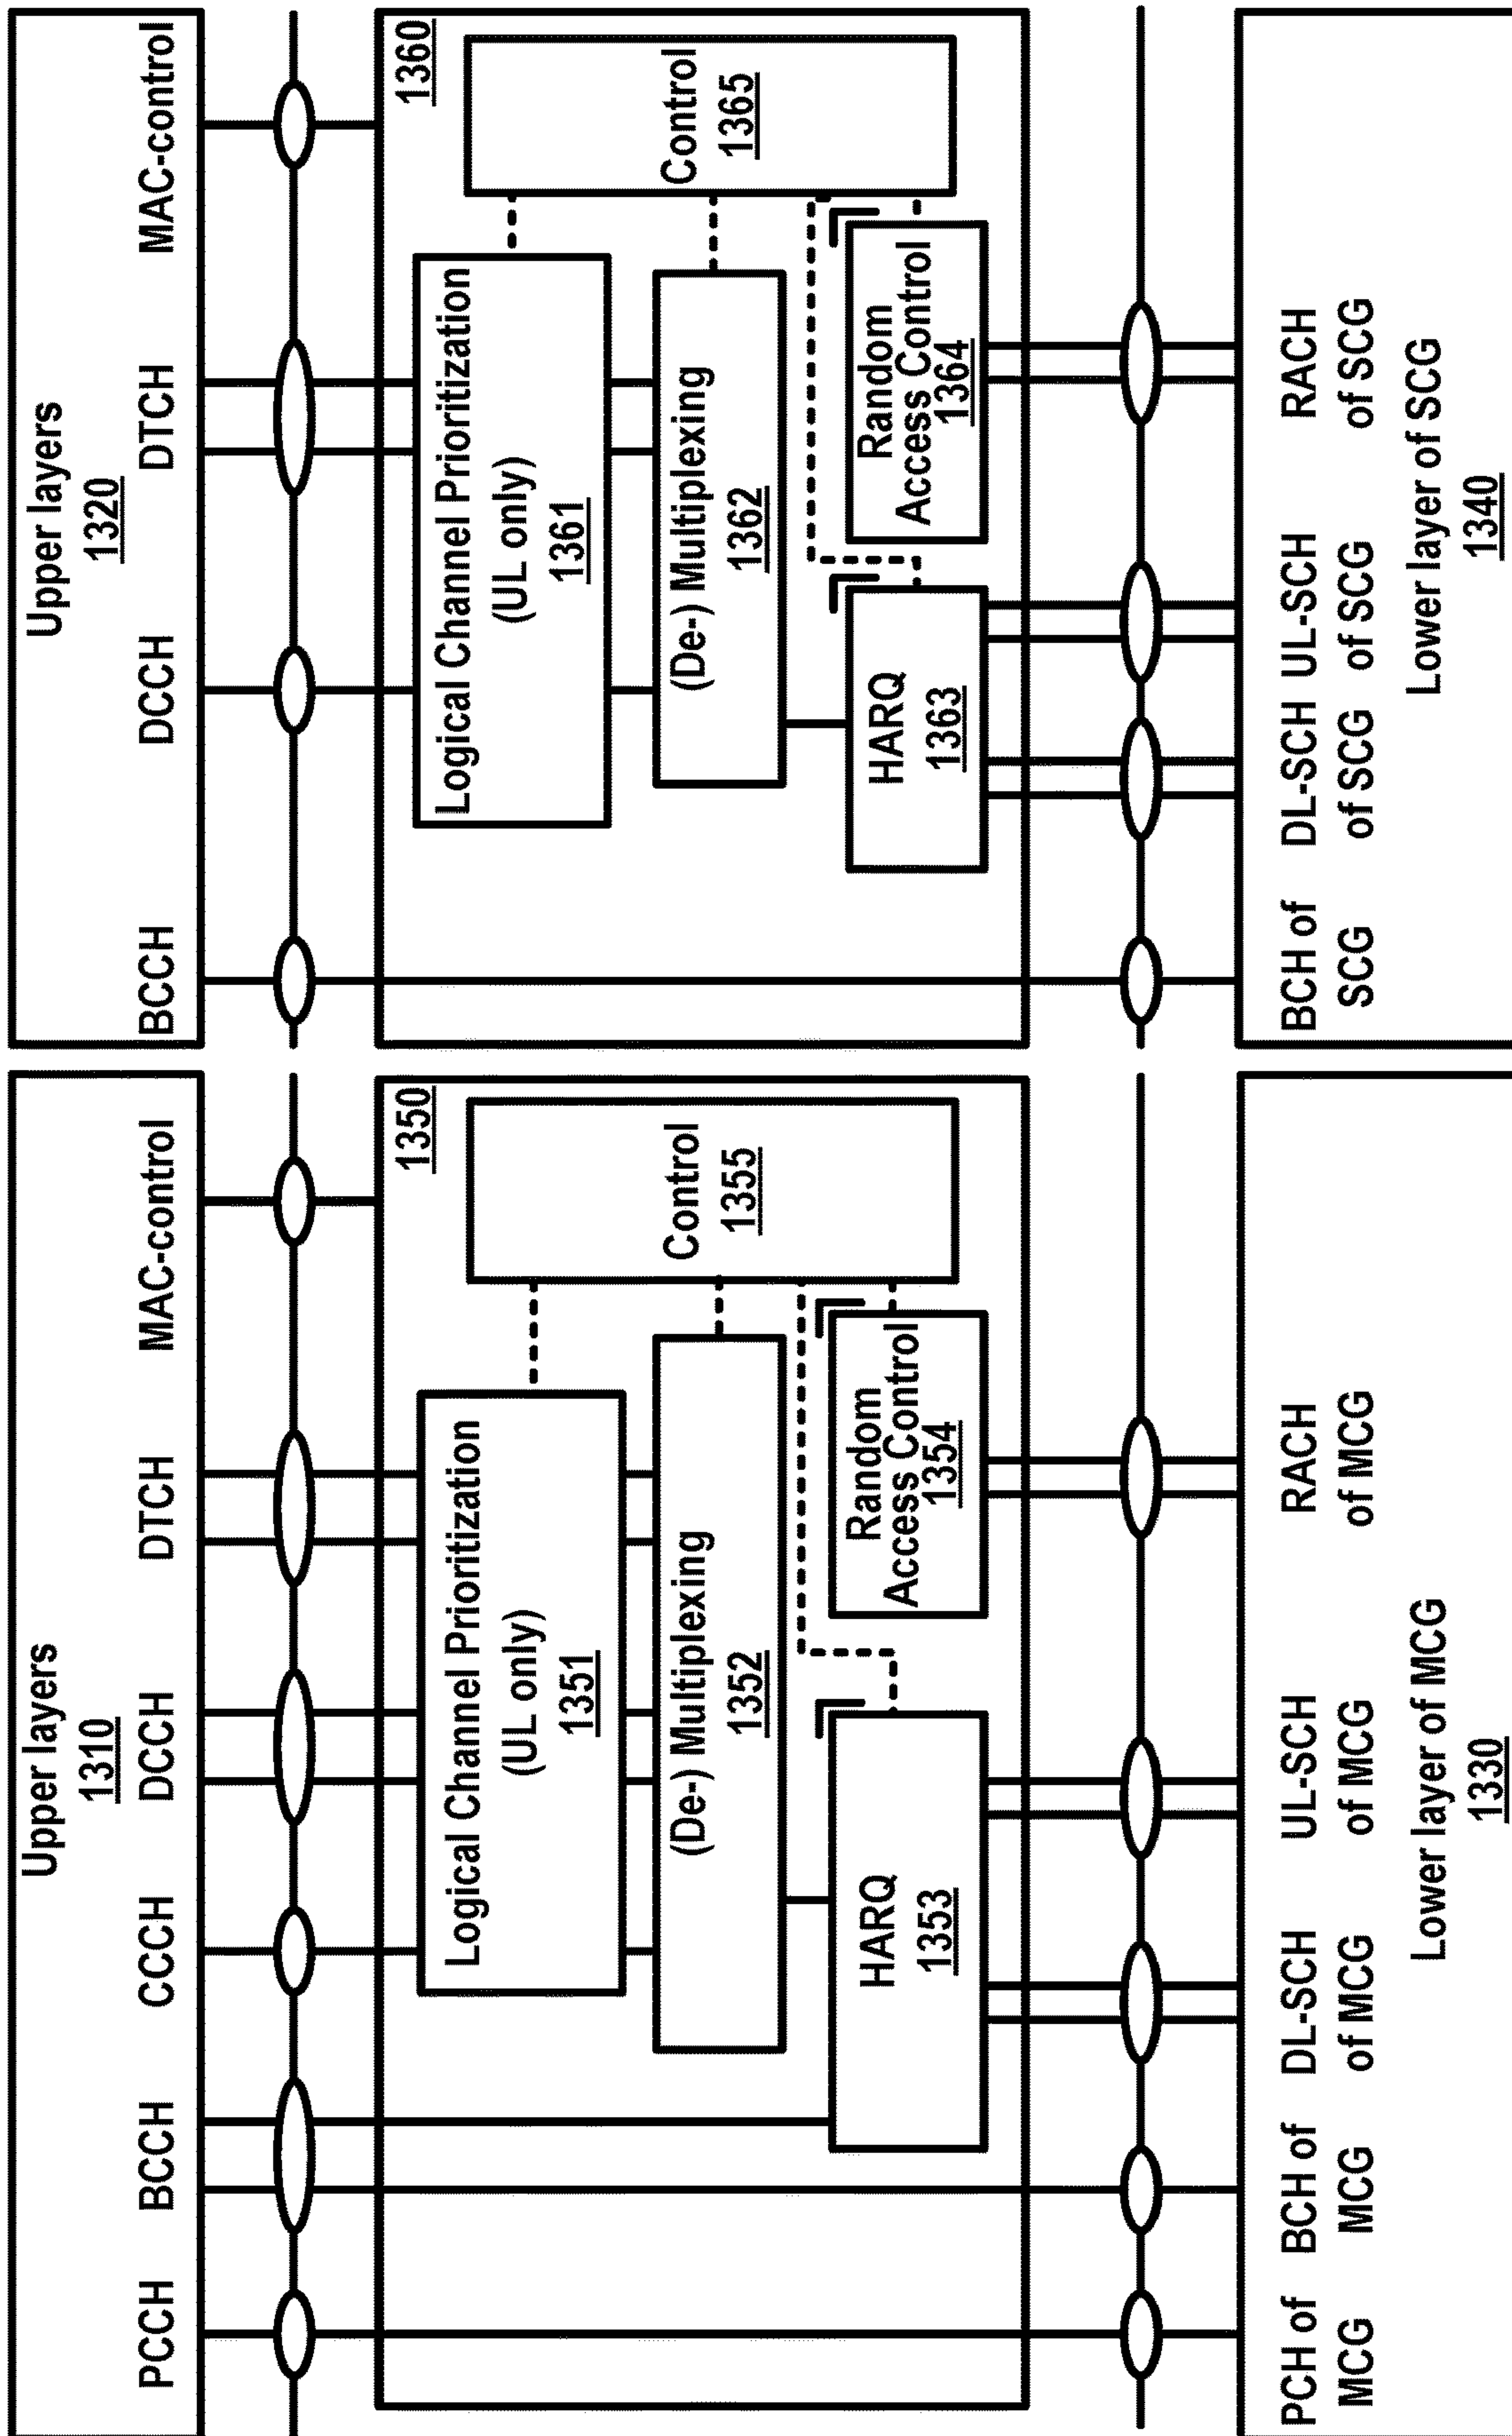 Upper layers
1310
PCCH
BCCH
CCCH
DCCH
DTCH
MAC-control
1350
Logical Channel Prioritization
(UL only)
1351
Control
1355
(De-) Multiplexing
1352
HARQ
1353
Random
Access Control
1354
PCH of
MCG
BCH of
MCG
DL-SCH
of MCG
UL-SCH
of MCG
RACH
of MCG
Lower layer of MCG
1330
Upper layers
1320
BCCH
DCCH
DTCH
MAC-control
1360
Logical Channel Prioritization
(UL only)
1361
Control
1365
(De-) Multiplexing
1362
HARQ
1363
Random
Access Control
1364
BCH of
SCG
DL-SCH
of SCG
UL-SCH
of SCG
RACH
of SCG
Lower layer of SCG
1340